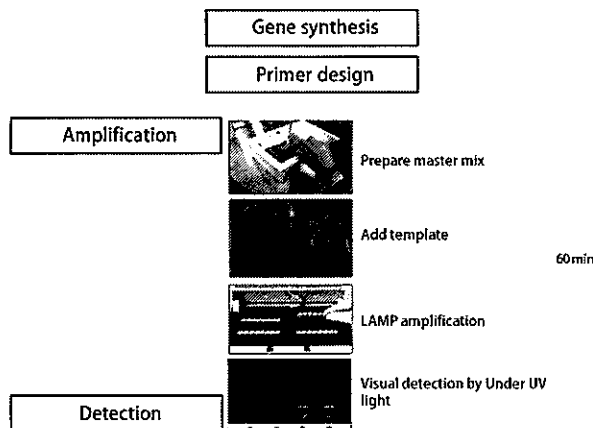 Gene synthesis
Primer design
Amplification
Prepare master mix
Add template
60min
LAMP amplification
Visual detection by Under UV
light
Detection